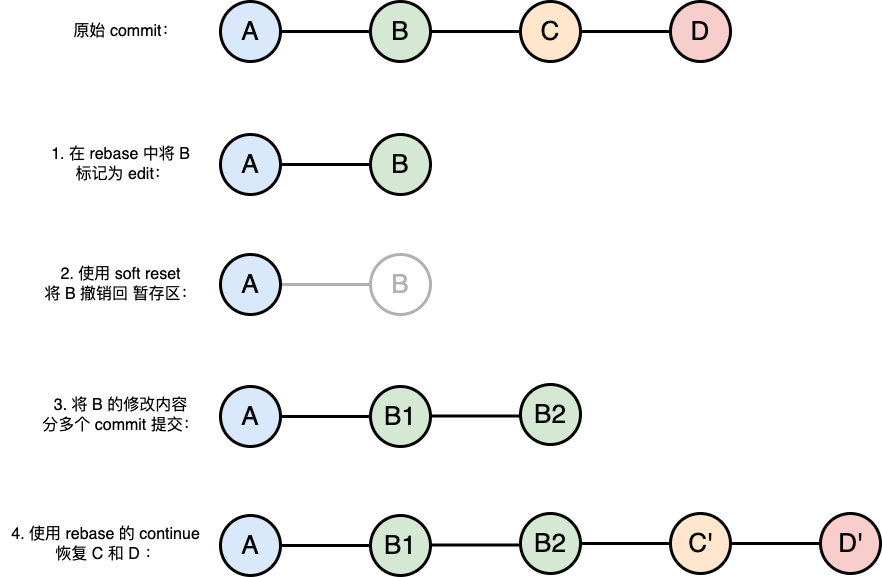 原始 commit：
A B C D
1. 在 rebase 中将 B
标记为 edit：
A B
2. 使用 soft reset
将 B 撤销回 暂存区：
A B
3. 将 B 的修改内容
分多个 commit 提交：
A B1 B2
4. 使用 rebase 的 continue
恢复 C 和 D：
A B1 B2 C' D'